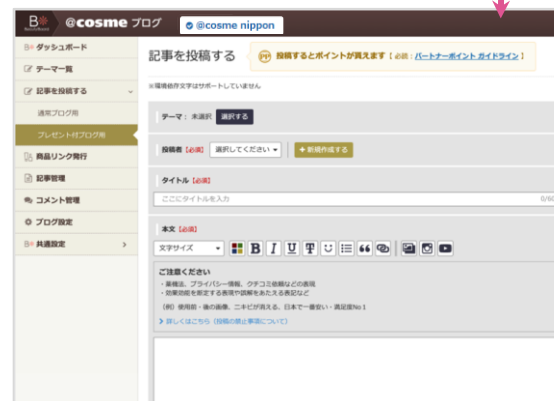 B※ @cosme ブログ @cosme nippon
B※ ダッシュボード
テーマ一覧
記事を投稿する
通常ブログ用
プレゼント付ブログ用
商品リンク発行
記事管理
コメント管理
ブログ設定
B※ 共通設定
記事を投稿する
投稿するとポイントが貰えます ( 必読：パートナーポイント ガイドライン )
※環境依存文字はサポートしていません
テーマ： 未選択 選択する
投稿者 [必須] 選択してください +新規作成する
タイトル [必須]
ここにタイトルを入力 0/60
本文 [必須]
文字サイズ B I U
ご注意ください
・薬機法、プライバシー情報、クチコミ依頼などの表現
・効果効能を断定する表現や誤解をあたえる表記など
（例）使用前・後の画像、ニキビが消える、日本で一番安い・満足度No１
詳しくはこちら（投稿の禁止事項について）